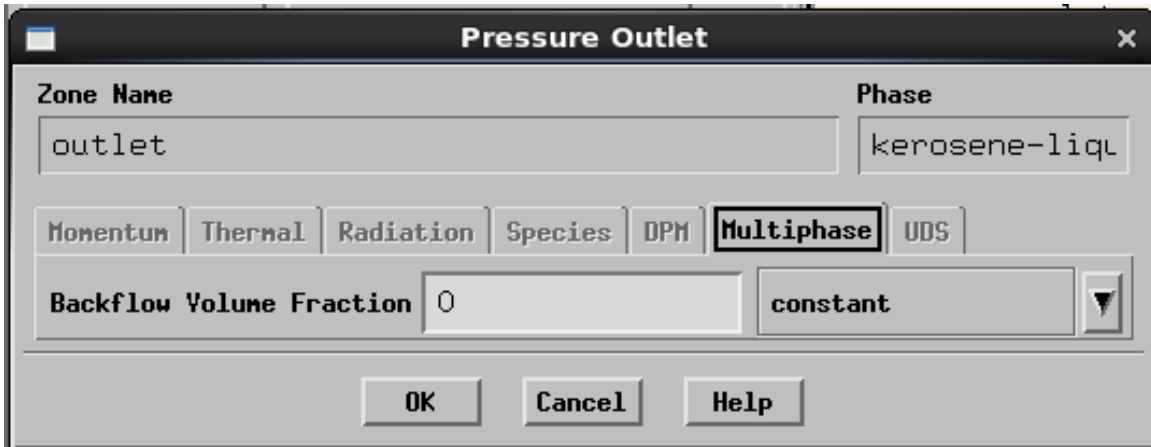 Pressure Outlet
Zone Name Phase
outlet kerosene-liqu
Momentum Thermal Radiation Species DPM Multiphase UDS
Backflow Volume Fraction 0 constant
OK Cancel Help